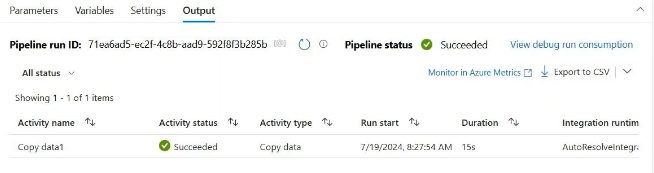 Parameters Variables Settings Output
Pipeline run ID: 71ea6ad5-ec2f-4c8b-aad9-592f8f3b285b Pipeline status Succeeded View debug run consumption
All status Monitor in Azure Metrics Export to CSV
Showing 1 - 1 of 1 items
Activity name Activity status Activity type Run start Duration Integration runtim
Copy data1 Succeeded Copy data 7/19/2024, 8:27:54 AM 15s AutoResolveIntegra